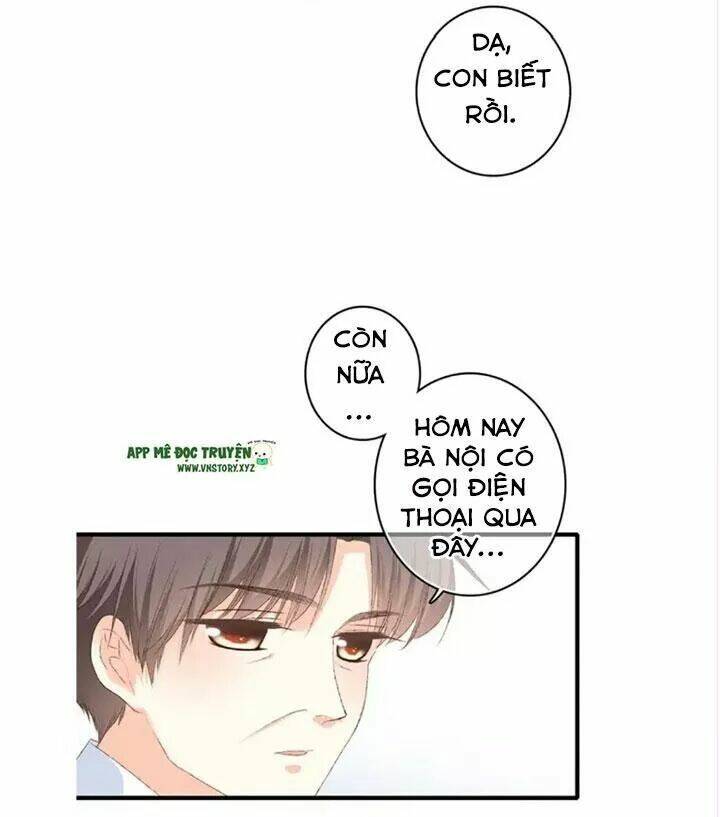 DẠ,
CON BIẾT
RỒI.
CÒN
NỮA
...
HÔM NAY
BÀ NỘI CÓ
GỌI ĐIỆN
THOẠI QUA
ĐÂY...
APP MÊ ĐỌC TRUYỆN
WWW.VNSTORY.XYZ